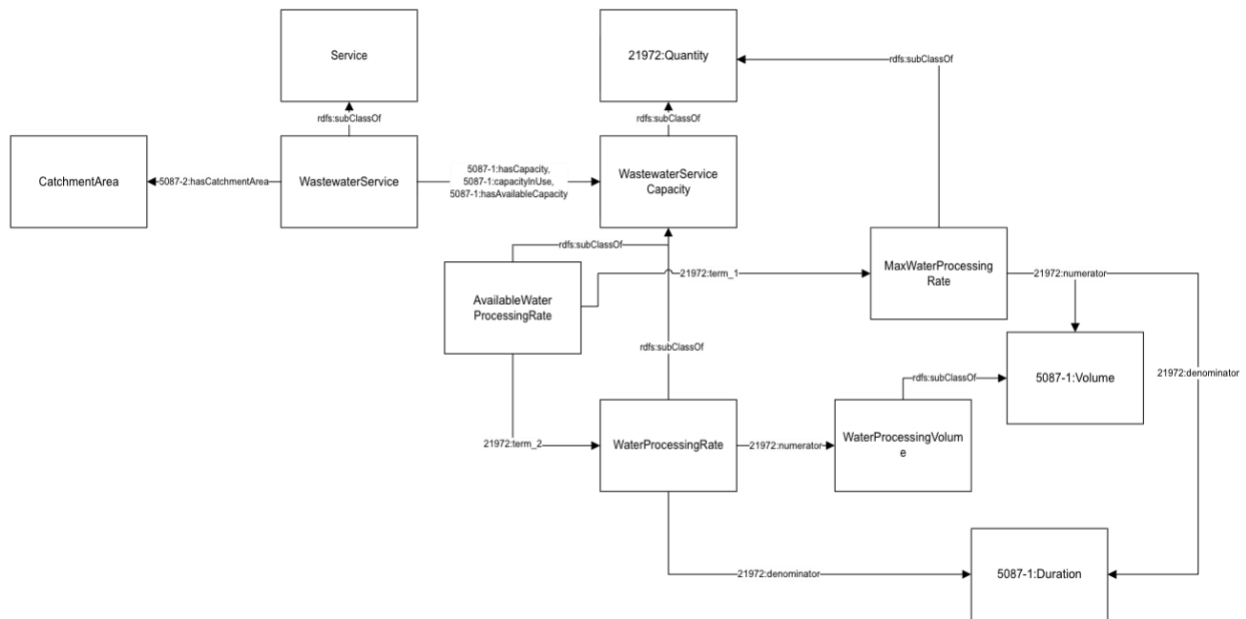 Service
21972:Quantity
rdfs:subClassOf
rdfs:subClassOf
rdfs:subClassOf
CatchmentArea
5087-2:hasCatchmentArea
WastewaterService
5087-1:hasCapacity,
5087-1:capacityInUse,
5087-1:hasAvailableCapacity
WastewaterService
Capacity
rdfs:subClassOf
AvailableWater
ProcessingRate
21972:term_1
MaxWaterProcessing
Rate
21972:numerator
rdfs:subClassOf
21972:denominator
5087-1:Volume
rdfs:subClassOf
21972:term_2
WaterProcessingRate
21972:numerator
WaterProcessingVolum
e
21972:denominator
5087-1:Duration